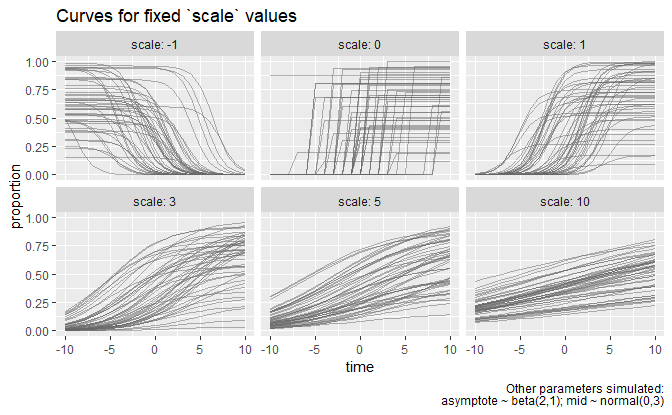 Curves for fixed `scale` values
scale: -1
scale: 0
scale: 1
1.00
0.75
0.50
0.25
0.00
scale: 3
scale: 5
scale: 10
1.00
0.75
0.50
0.25
0.00
proportion
-10 -5 0 5 10
-10 -5 0 5 10
-10 -5 0 5 10
time
Other parameters simulated:
asymptote ~ beta(2,1); mid ~ normal(0,3)